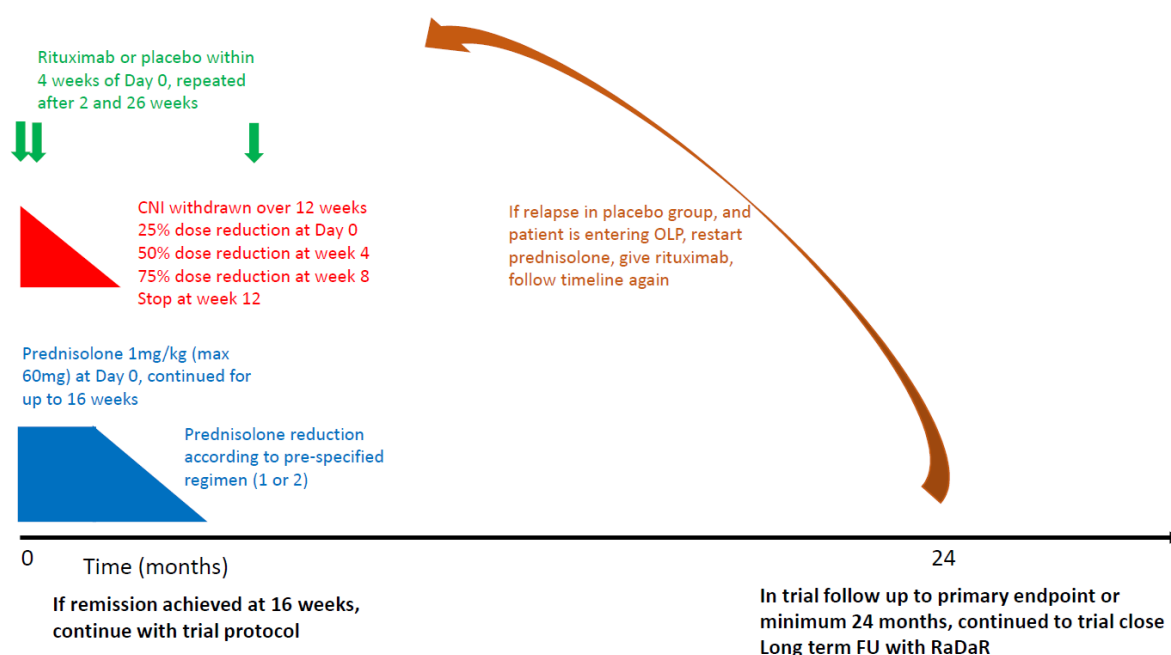 Rituximab or placebo within
4 weeks of Day 0, repeated
after 2 and 26 weeks
CNI withdrawn over 12 weeks
25% dose reduction at Day 0
50% dose reduction at week 4
75% dose reduction at week 8
Stop at week 12
If relapse in placebo group, and
patient is entering OLP, restart
prednisolone, give rituximab,
follow timeline again
Prednisolone 1mg/kg (max
60mg) at Day 0, continued for
up to 16 weeks
Prednisolone reduction
according to pre-specified
regimen (1 or 2)
0
Time (months)
24
If remission achieved at 16 weeks,
continue with trial protocol
In trial follow up to primary endpoint or
minimum 24 months, continued to trial close
Long term FU with RaDaR